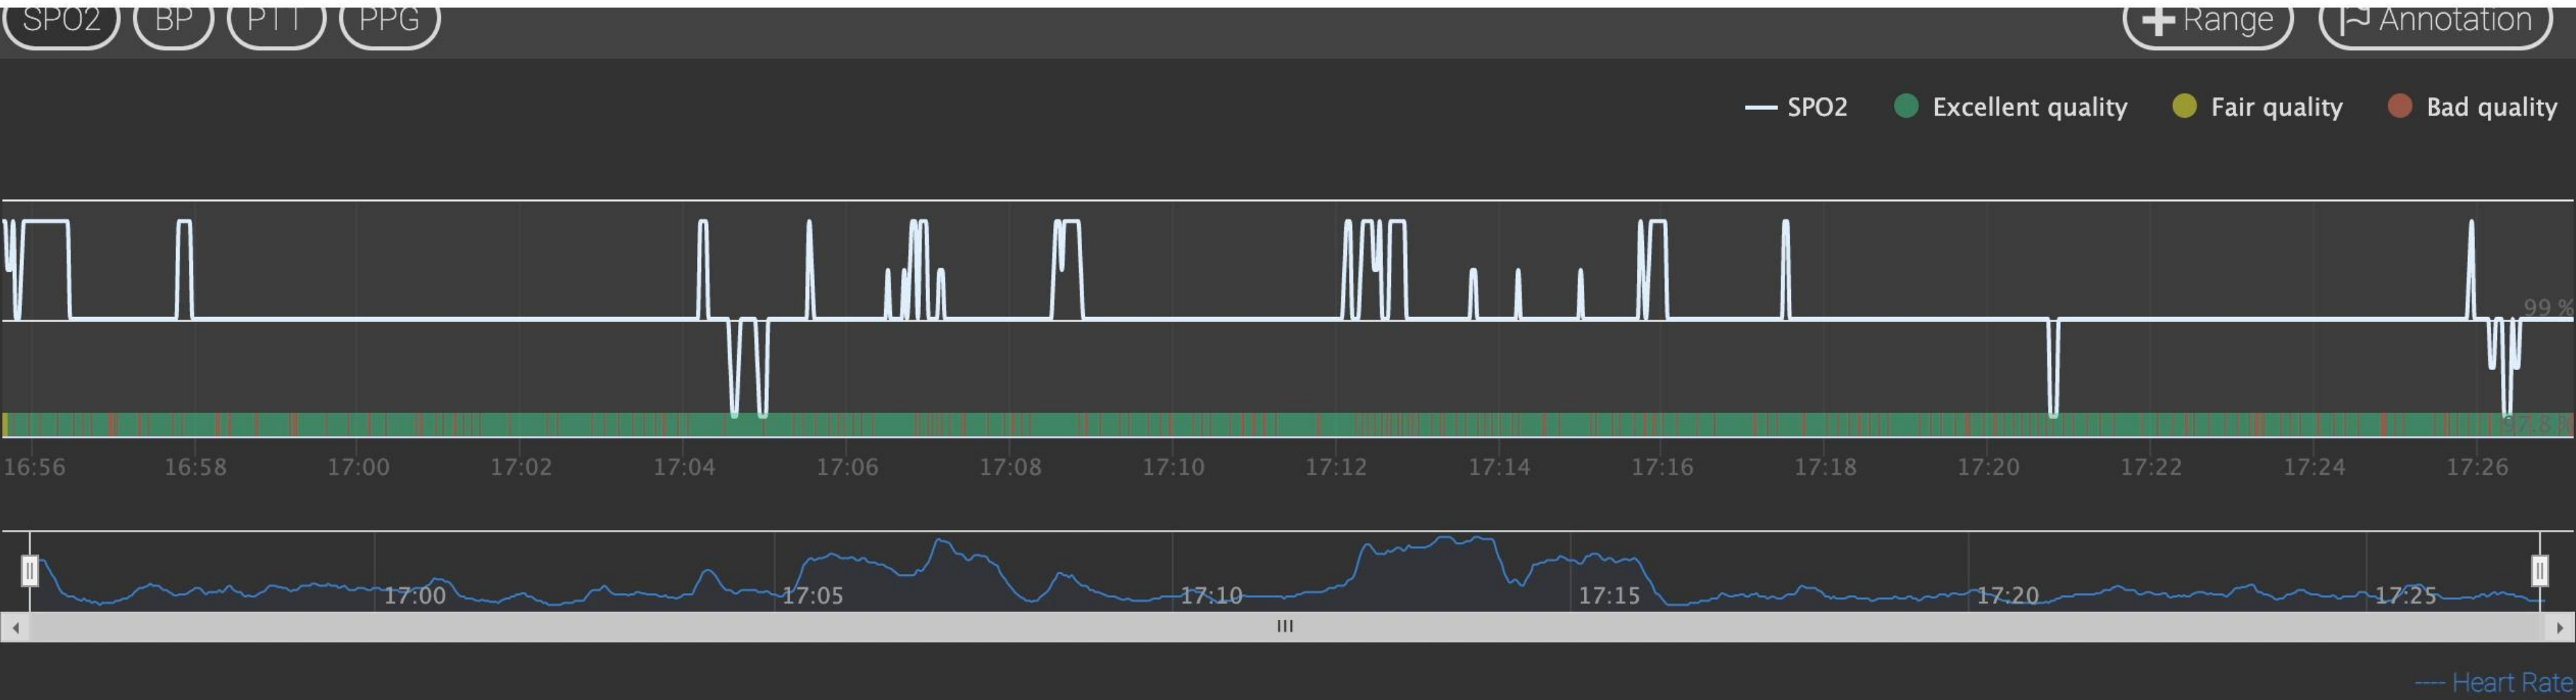 SPO2 BP PTT PPG Range Annotation
SPO2 Excellent quality Fair quality Bad quality
99 %
16:56 16:58 17:00 17:02 17:04 17:06 17:08 17:10 17:12 17:14 17:16 17:18 17:20 17:22 17:24 17:26
17:00 17:05 17:10 17:15 17:20 17:25
Heart Rate